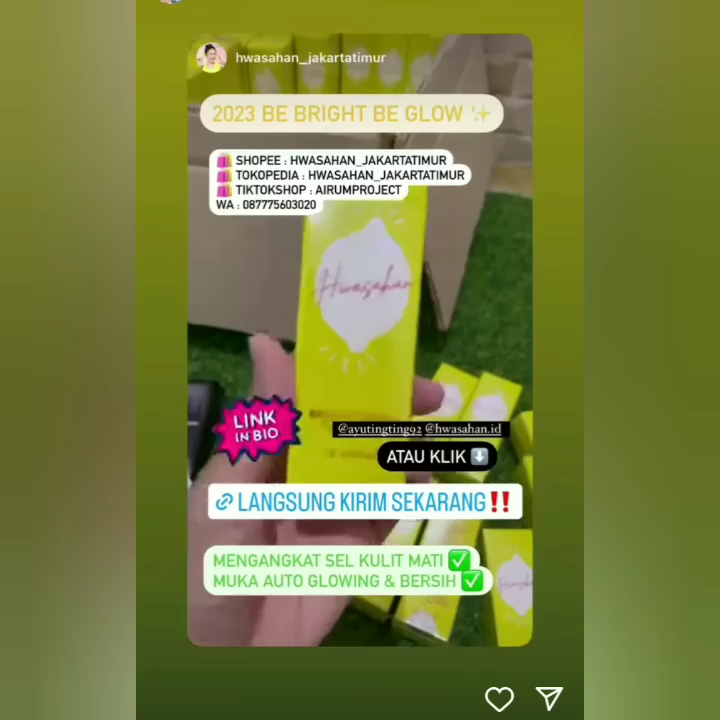 hwasahan_jakartatimur
2023 BE BRIGHT BE GLOW ✨
🛍️ SHOPEE : HWASAHAN_JAKARTATIMUR
🛍️ TOKOPEDIA : HWASAHAN_JAKARTATIMUR
🛍️ TIKTOKSHOP : AIRUMPROJECT
WA : 087775603020
Hwasahan
LINK
IN BIO
@ayutingting92 @hwasahan.id
ATAU KLIK ⬇️
LANGSUNG KIRIM SEKARANG‼️
MENGANGKAT SEL KULIT MATI ✅
MUKA AUTO GLOWING & BERSIH ✅